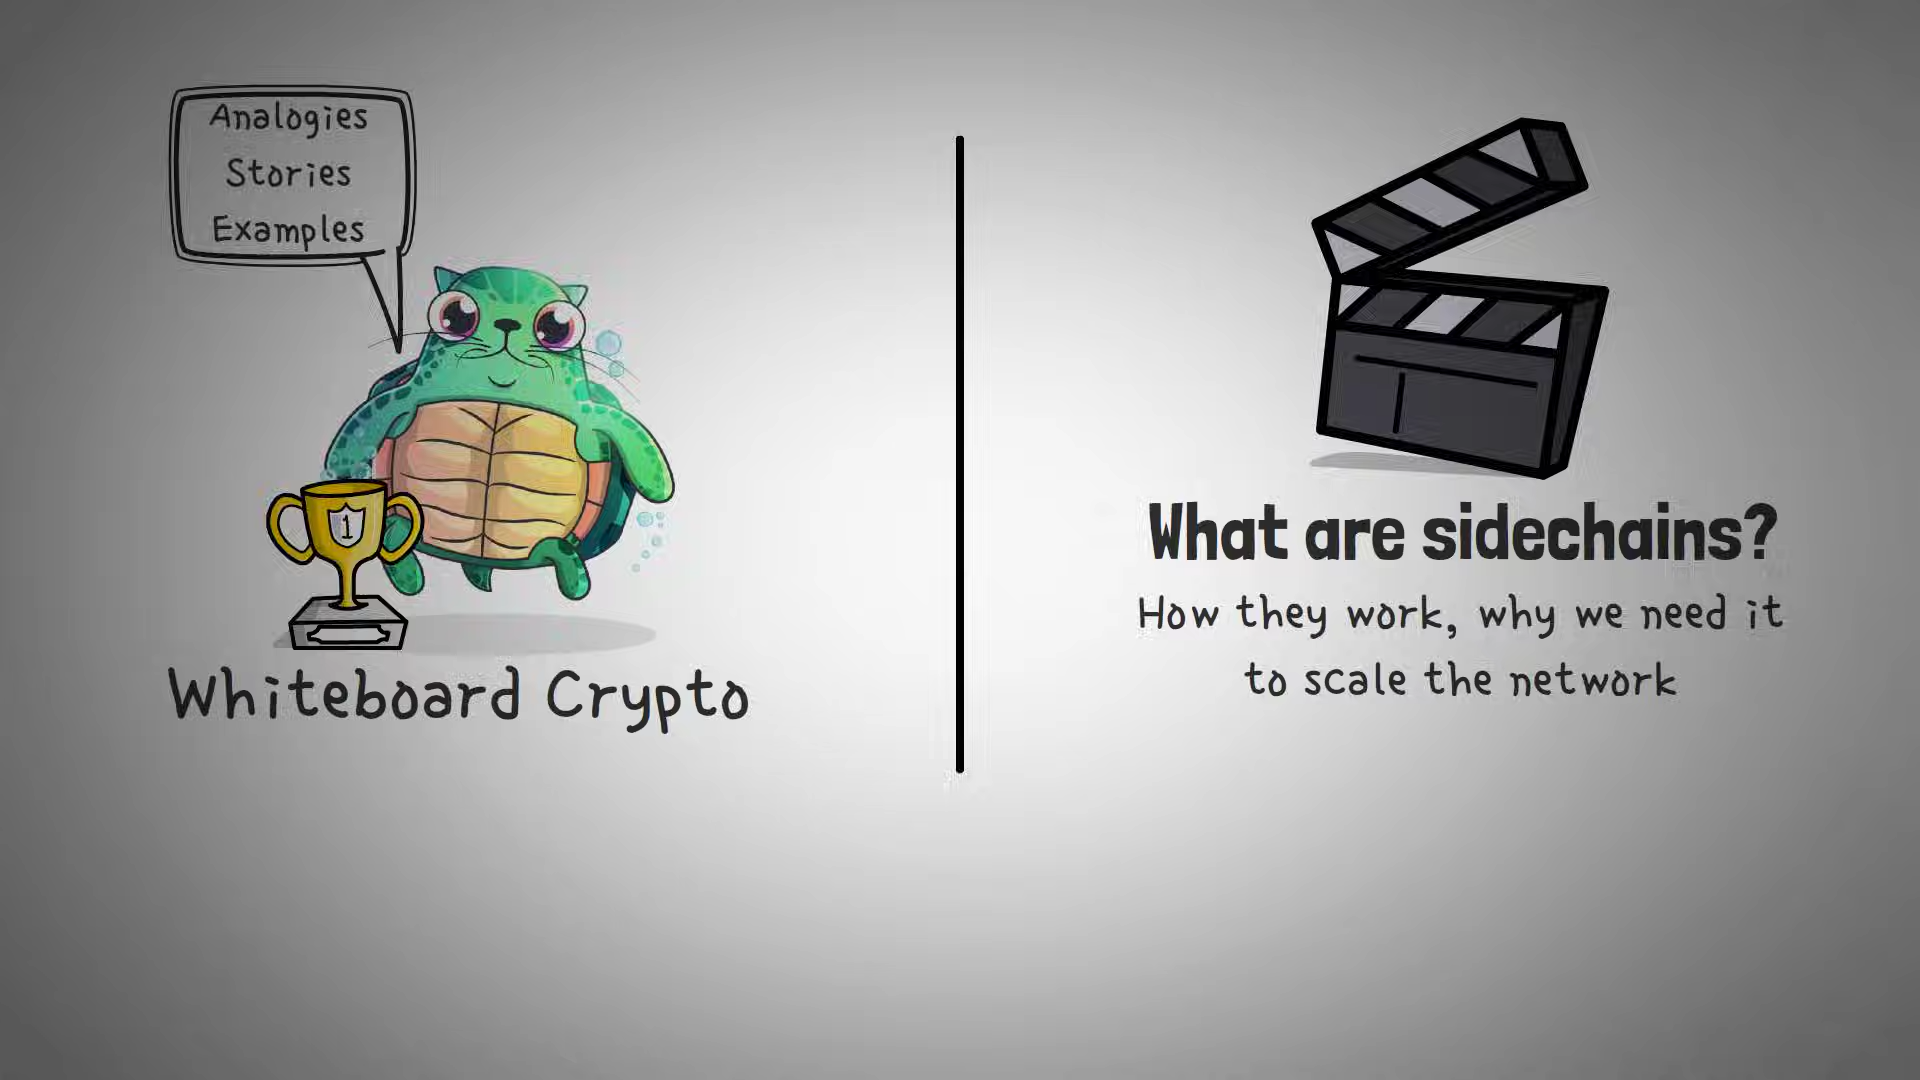 Analogies
Stories
Examples
1
Whiteboard Crypto
What are sidechains?
How they work, why we need it
to scale the network